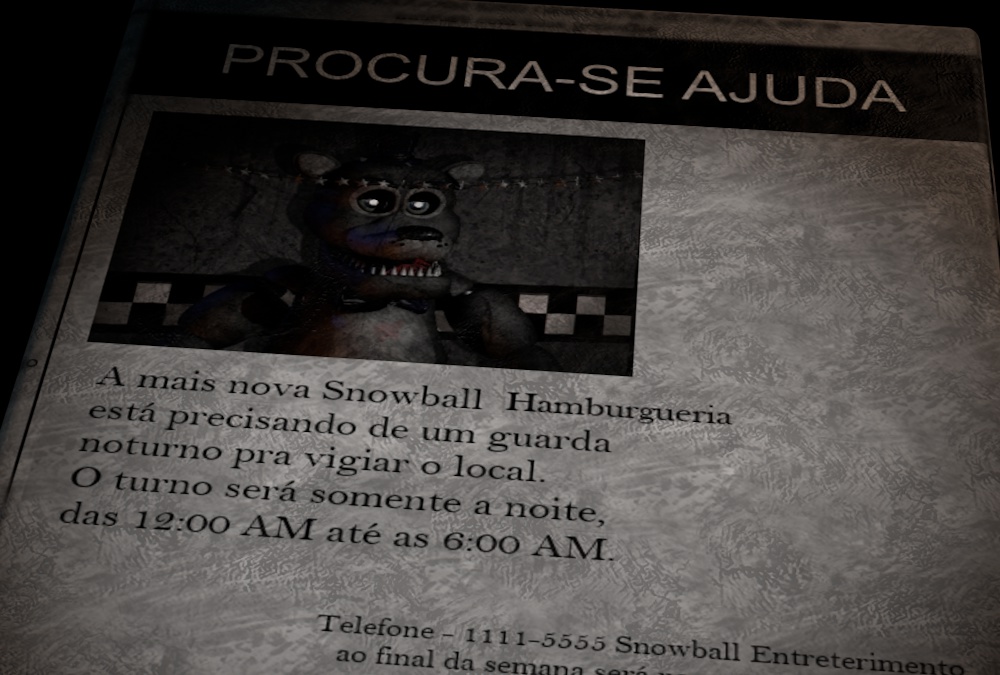 PROCURA-SE AJUDA
A mais nova Snowball Hamburgueria
está precisando de um guarda
noturno pra vigiar o local.
O turno será somente a noite,
das 12:00 AM até as 6:00 AM.
Telefone - 1111-5555 Snowball Entreterimento
ao final da semana será